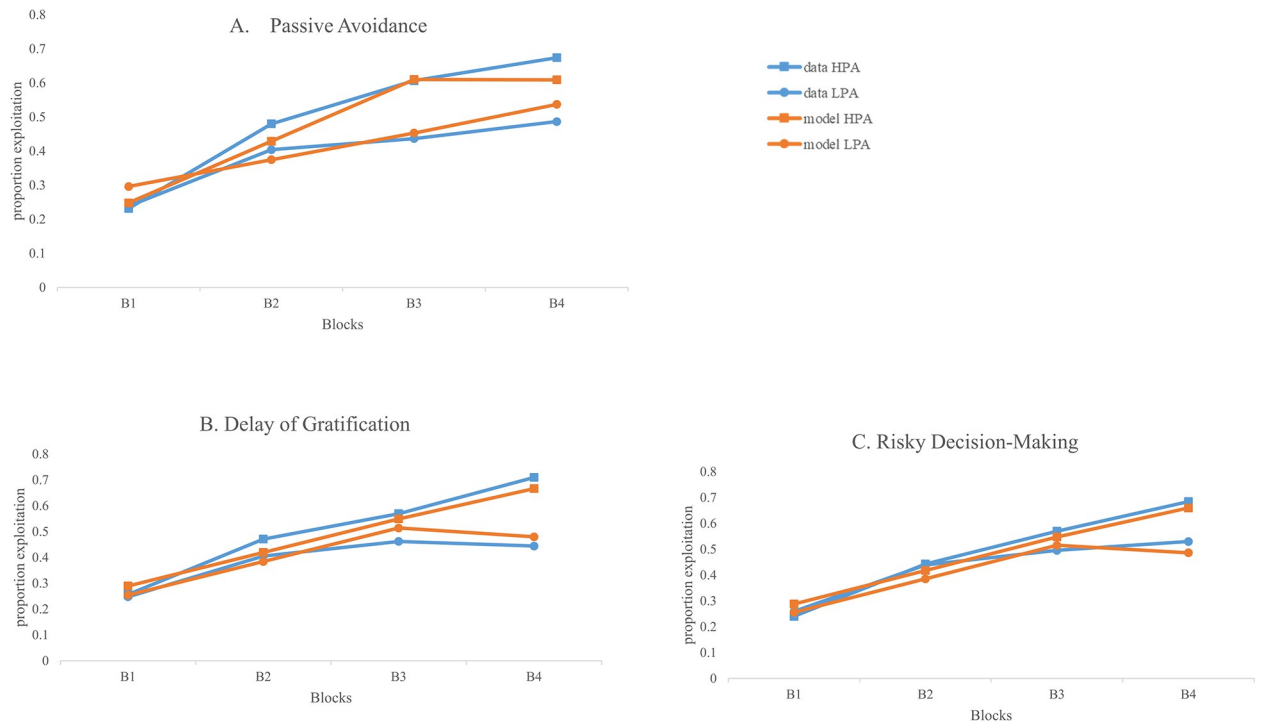 A. Passive Avoidance
0.8
0.7
0.6
0.5
0.4
0.3
0.2
0.1
0
proportion exploitation
B1 B2 B3 B4
Blocks
data HPA
data LPA
model HPA
model LPA
B. Delay of Gratification
0.8
0.7
0.6
0.5
0.4
0.3
0.2
0.1
0
proportion exploitation
B1 B2 B3 B4
Blocks
C. Risky Decision-Making
0.8
0.7
0.6
0.5
0.4
0.3
0.2
0.1
0
proportion exploitation
B1 B2 B3 B4
Blocks